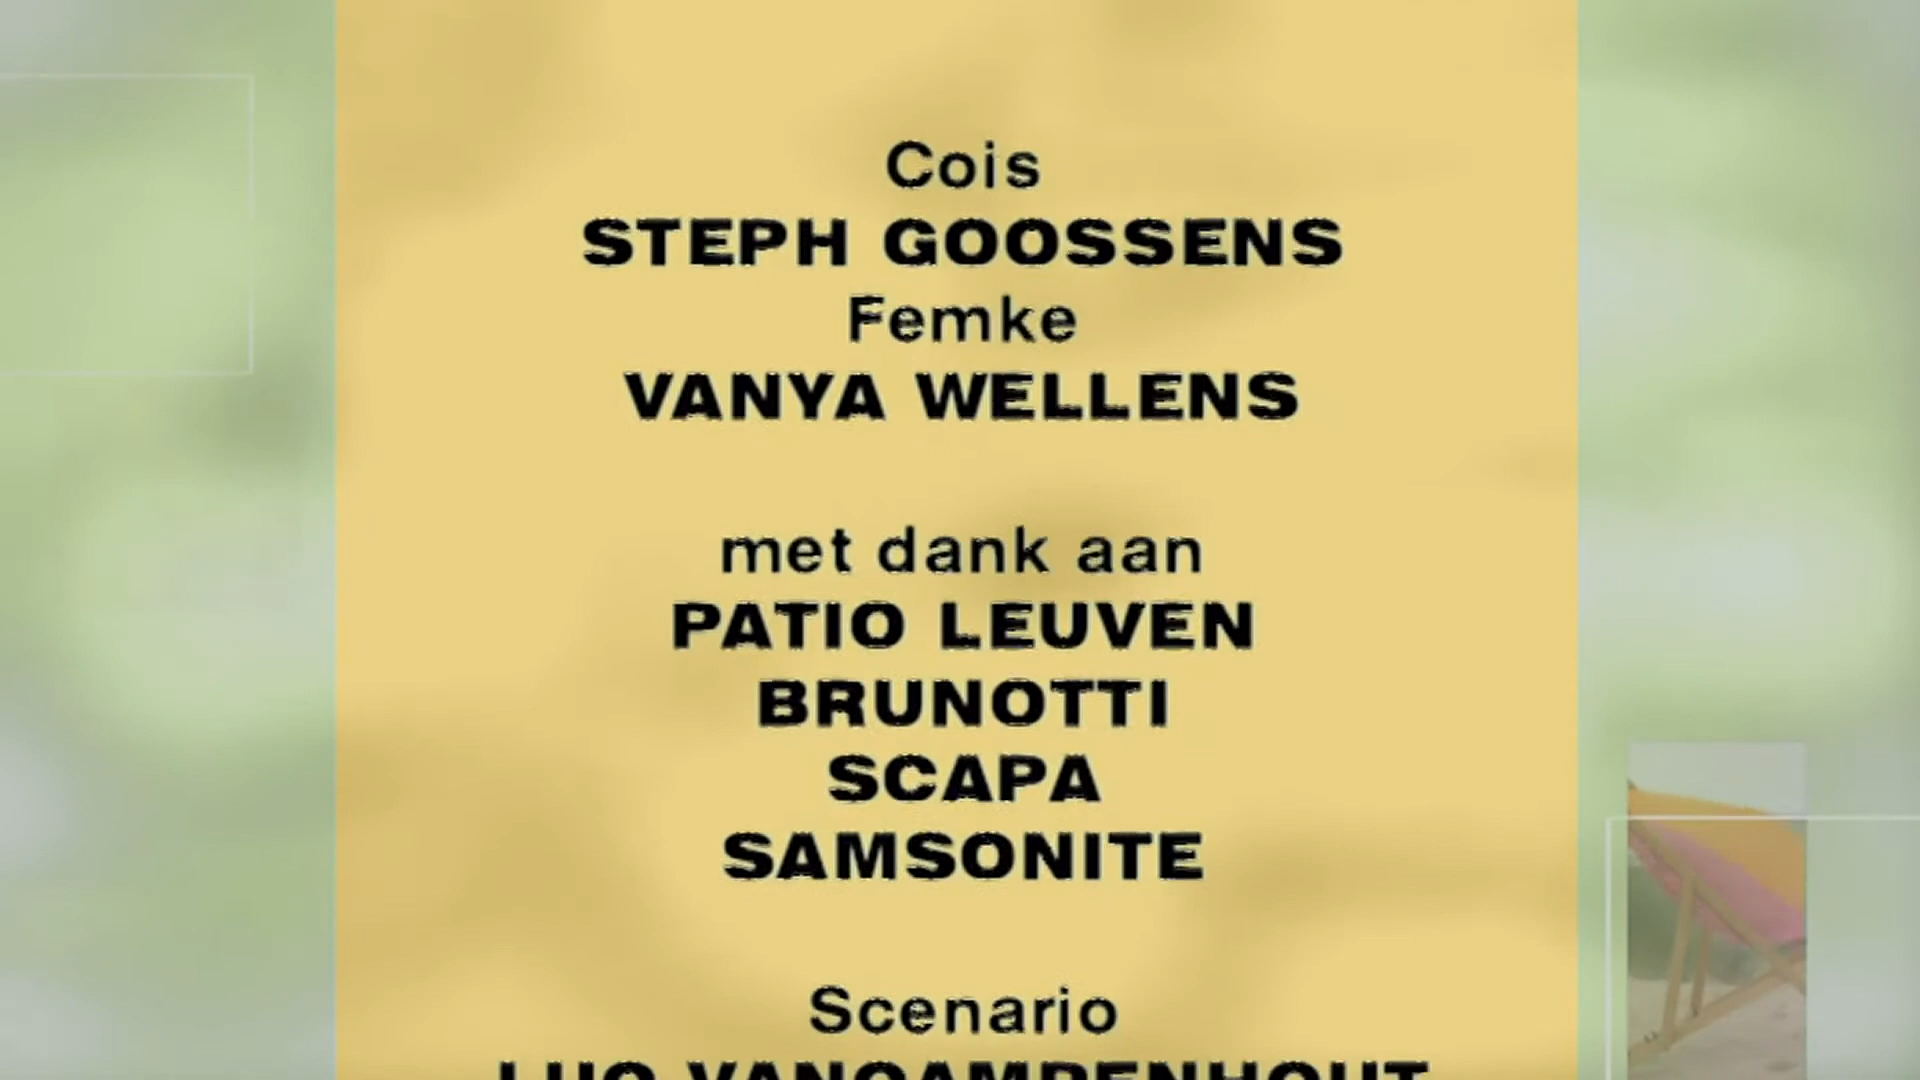 Cois
STEPH GOOSSENS
Femke
VANYA WELLENS
met dank aan
PATIO LEUVEN
BRUNOTTI
SCAPA
SAMSONITE
Scenario